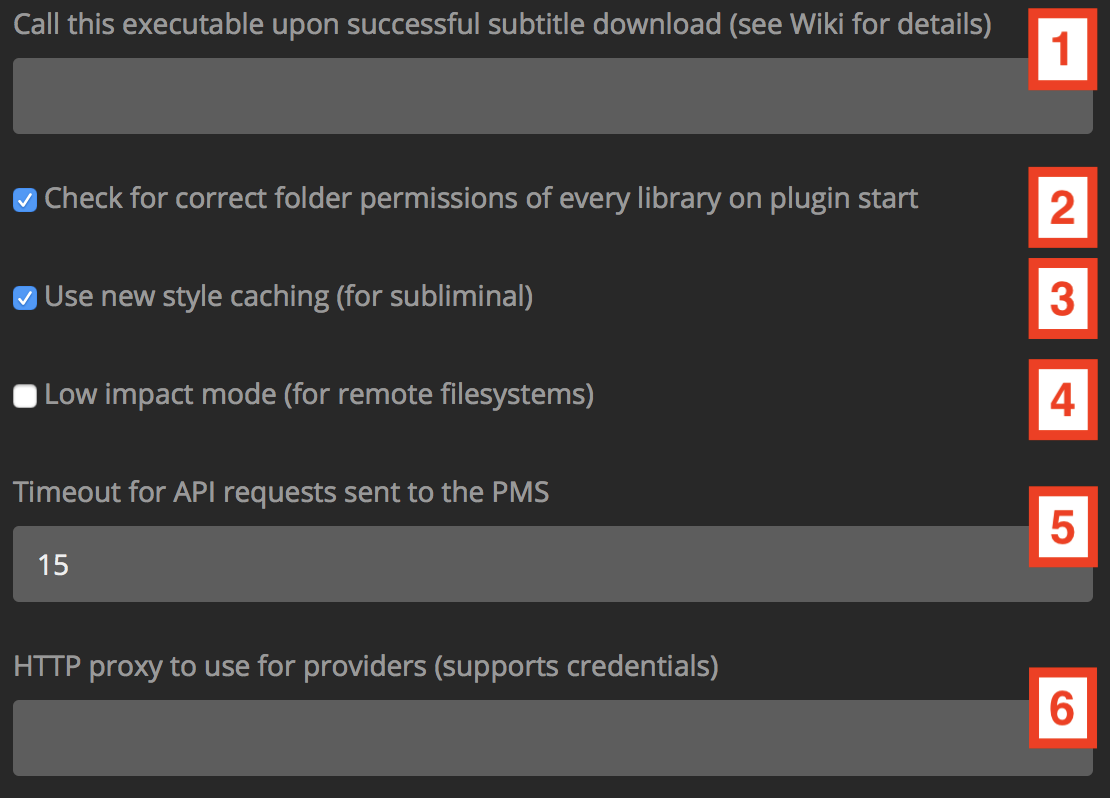 Call this executable upon successful subtitle download (see Wiki for details)
1
Check for correct folder permissions of every library on plugin start
2
Use new style caching (for subliminal)
3
Low impact mode (for remote filesystems)
4
Timeout for API requests sent to the PMS
5
15
HTTP proxy to use for providers (supports credentials)
6